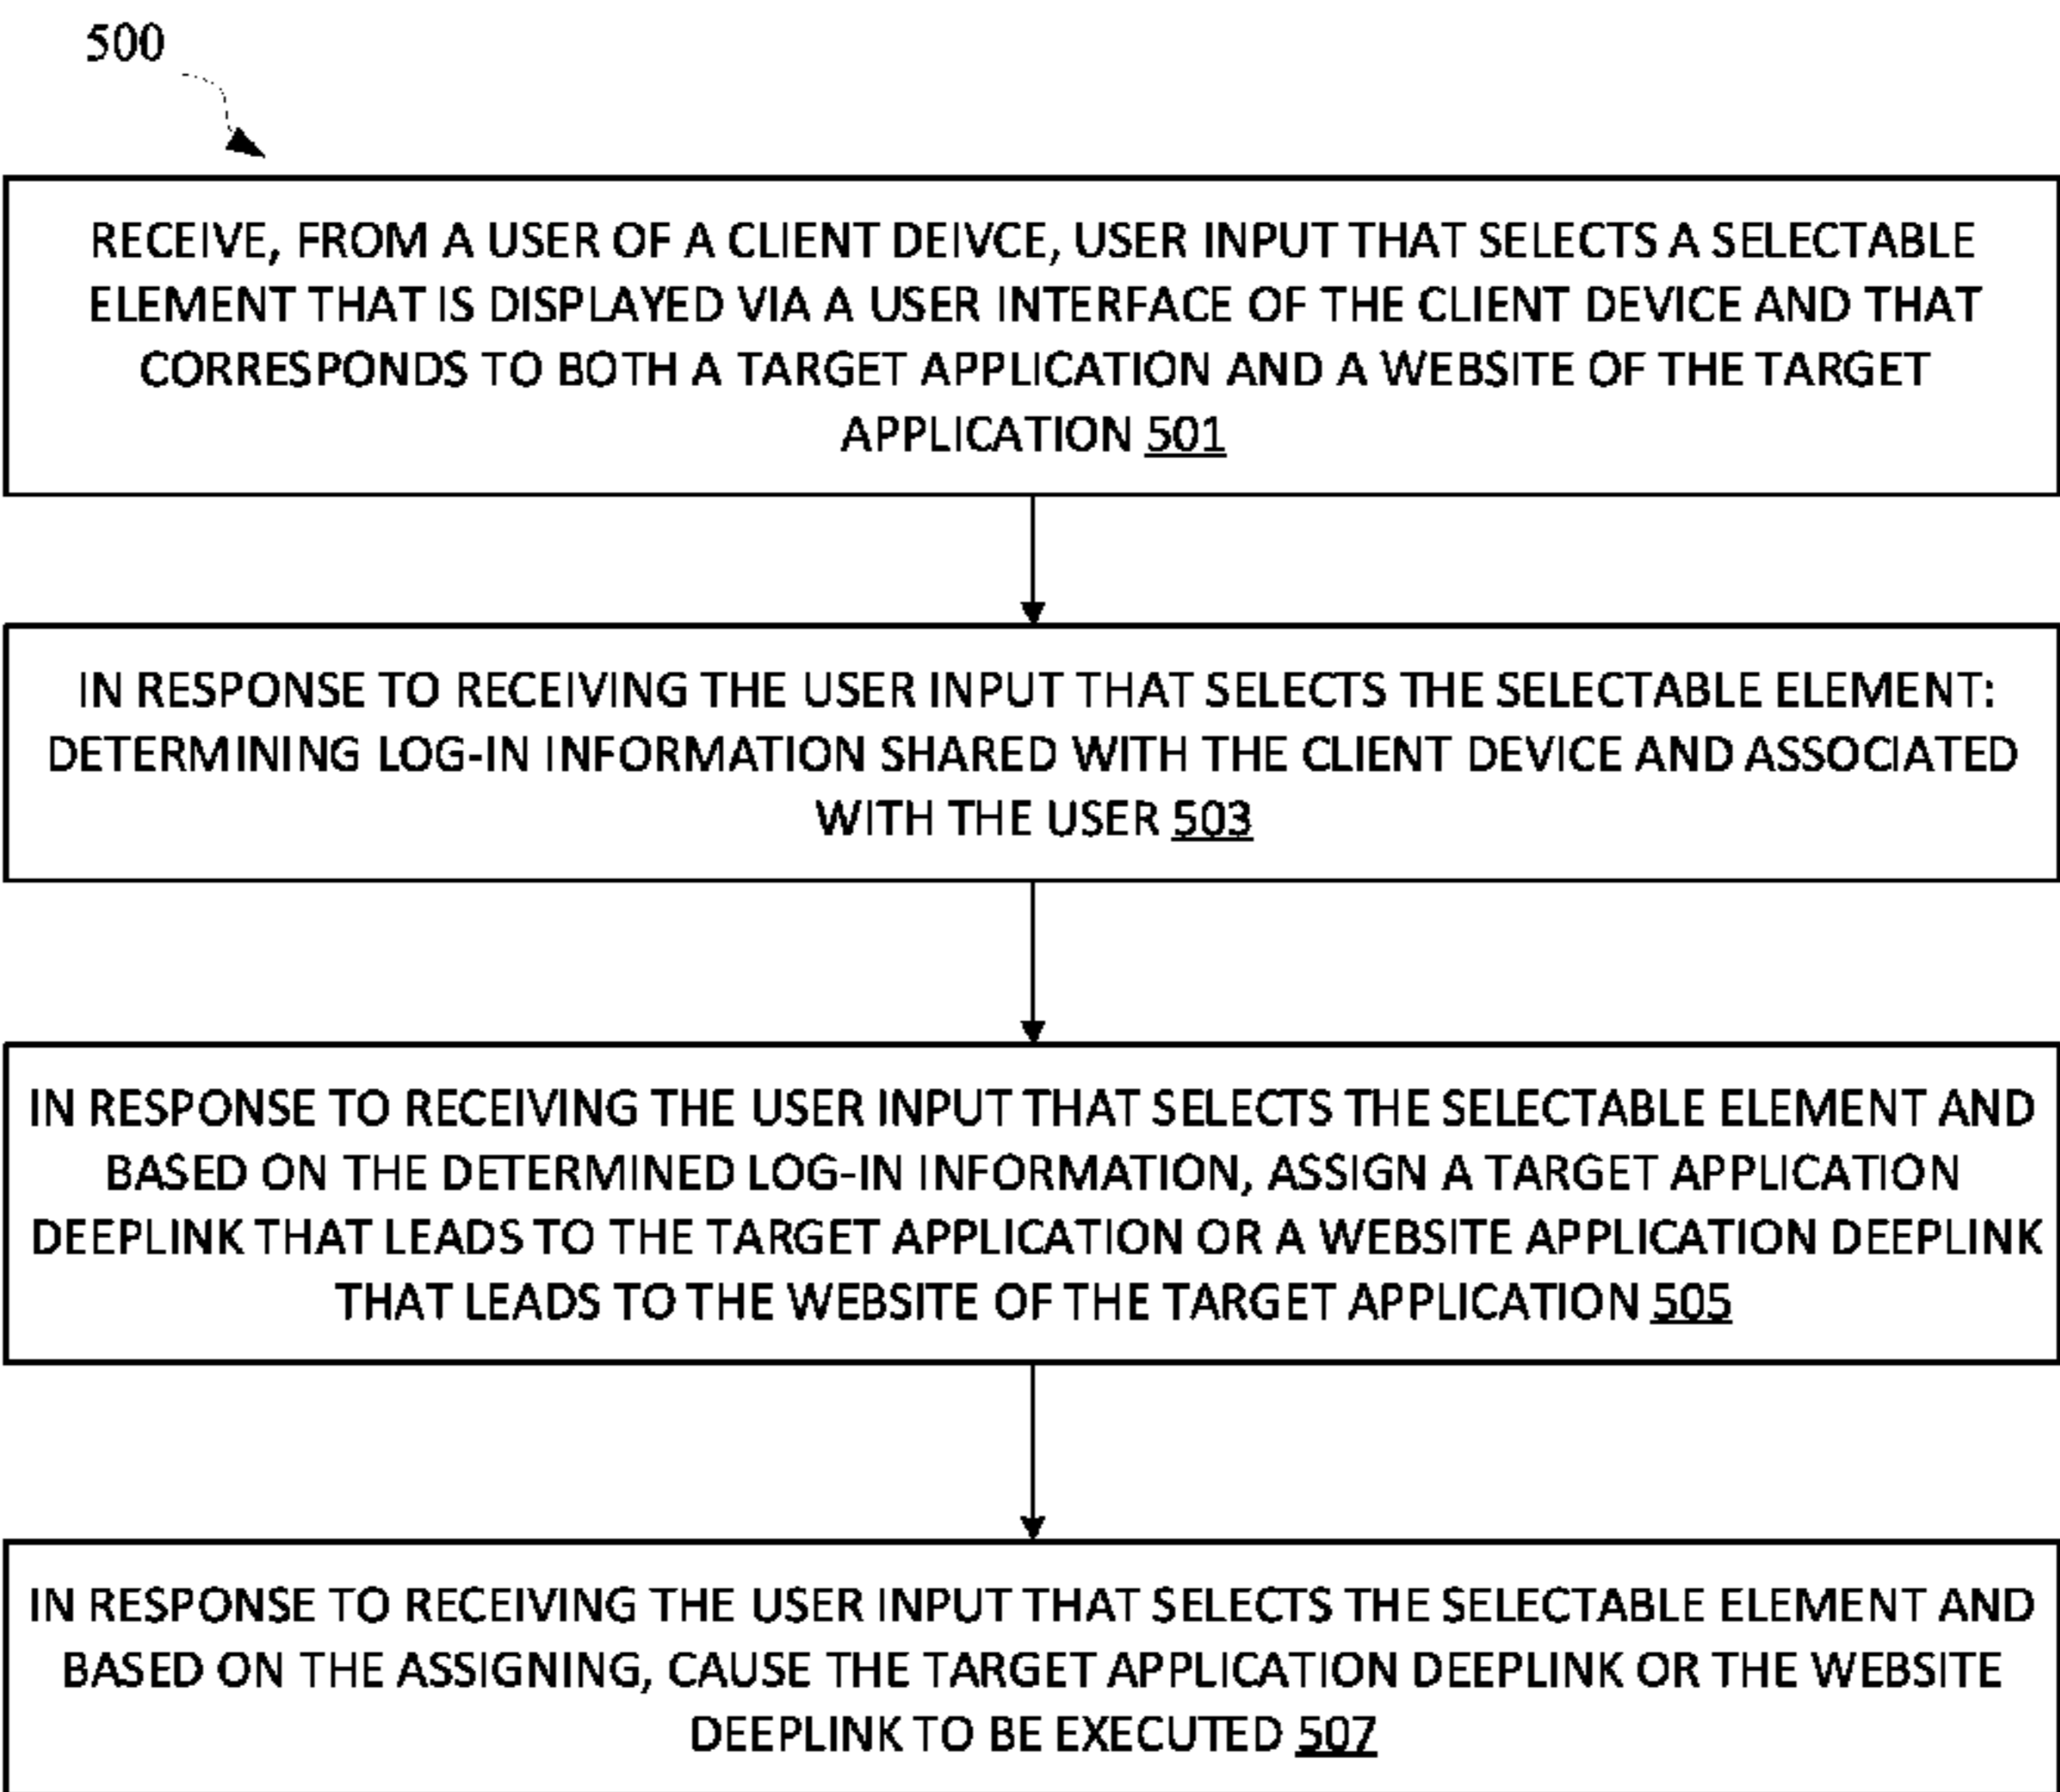 500
RECEIVE, FROM A USER OF A CLIENT DEIVCE, USER INPUT THAT SELECTS A SELECTABLE
ELEMENT THAT IS DISPLAYED VIA A USER INTERFACE OF THE CLIENT DEVICE AND THAT
CORRESPONDS TO BOTH A TARGET APPLICATION AND A WEBSITE OF THE TARGET
APPLICATION 501
IN RESPONSE TO RECEIVING THE USER INPUT THAT SELECTS THE SELECTABLE ELEMENT:
DETERMINING LOG-IN INFORMATION SHARED WITH THE CLIENT DEVICE AND ASSOCIATED
WITH THE USER 503
IN RESPONSE TO RECEIVING THE USER INPUT THAT SELECTS THE SELECTABLE ELEMENT AND
BASED ON THE DETERMINED LOG-IN INFORMATION, ASSIGN A TARGET APPLICATION
DEEPLINK THAT LEADS TO THE TARGET APPLICATION OR A WEBSITE APPLICATION DEEPLINK
THAT LEADS TO THE WEBSITE OF THE TARGET APPLICATION 505
IN RESPONSE TO RECEIVING THE USER INPUT THAT SELECTS THE SELECTABLE ELEMENT AND
BASED ON THE ASSIGNING, CAUSE THE TARGET APPLICATION DEEPLINK OR THE WEBSITE
DEEPLINK TO BE EXECUTED 507